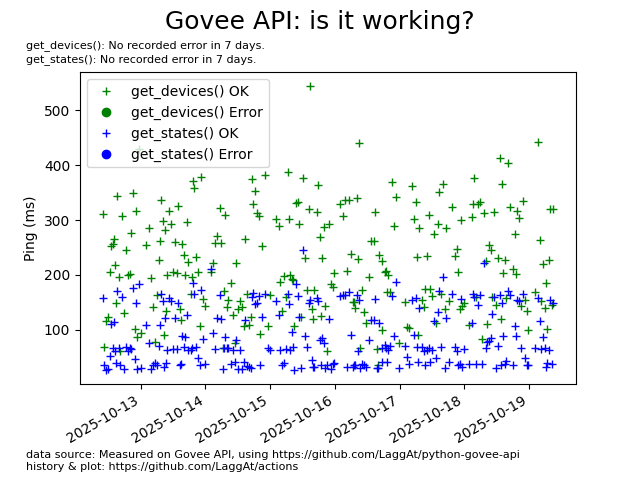 Govee API: is it working?
get_devices(): No recorded error in 7 days.
get_states(): No recorded error in 7 days.
get_devices() OK
get_devices() Error
get_states() OK
get_states() Error
Ping (ms)
500
400
300
200
100
2025-10-13
2025-10-14
2025-10-15
2025-10-16
2025-10-17
2025-10-18
2025-10-19
data source: Measured on Govee API, using https://github.com/LaggAt/python-govee-api
history & plot: https://github.com/LaggAt/actions